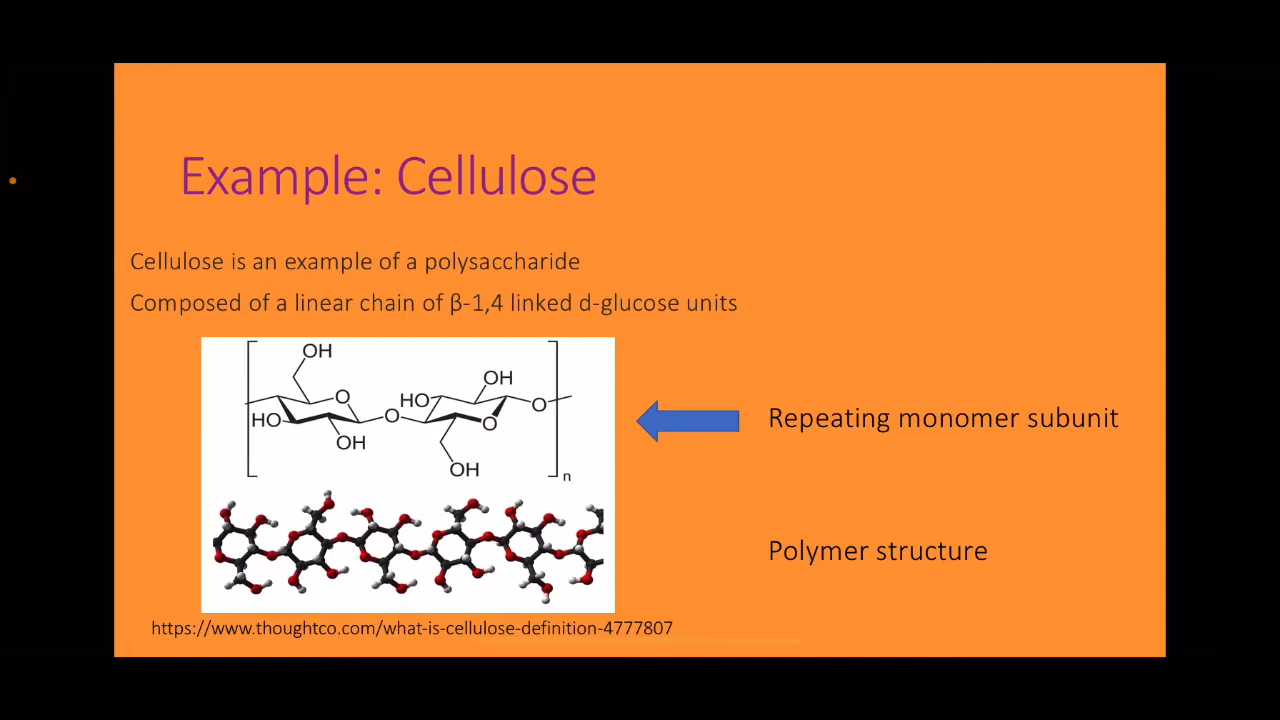 Example: Cellulose
Cellulose is an example of a polysaccharide
Composed of a linear chain of β-1,4 linked d-glucose units
OH
O
HO
OH
O
HO
OH
O
O
OH
n
Repeating monomer subunit
Polymer structure
https://www.thoughtco.com/what-is-cellulose-definition-4777807